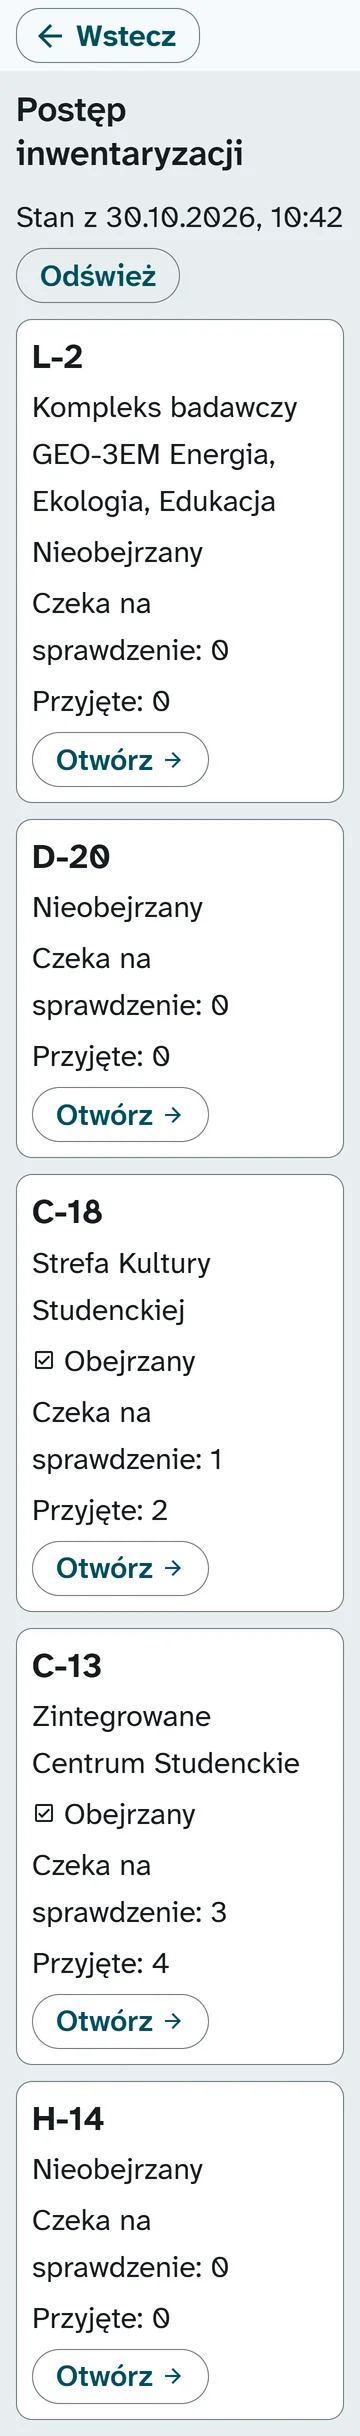 Wstecz
Postęp
inwentaryzacji
Stan z 30.10.2026, 10:42
Odśwież
L-2
Kompleks badawczy
GEO-3EM Energia,
Ekologia, Edukacja
Nieobejrzany
Czeka na
sprawdzenie: 0
Przyjęte: 0
Otwórz →
D-20
Nieobejrzany
Czeka na
sprawdzenie: 0
Przyjęte: 0
Otwórz →
C-18
Strefa Kultury
Studenckiej
Obejrzany
Czeka na
sprawdzenie: 1
Przyjęte: 2
Otwórz →
C-13
Zintegrowane
Centrum Studenckie
Obejrzany
Czeka na
sprawdzenie: 3
Przyjęte: 4
Otwórz →
H-14
Nieobejrzany
Czeka na
sprawdzenie: 0
Przyjęte: 0
Otwórz →